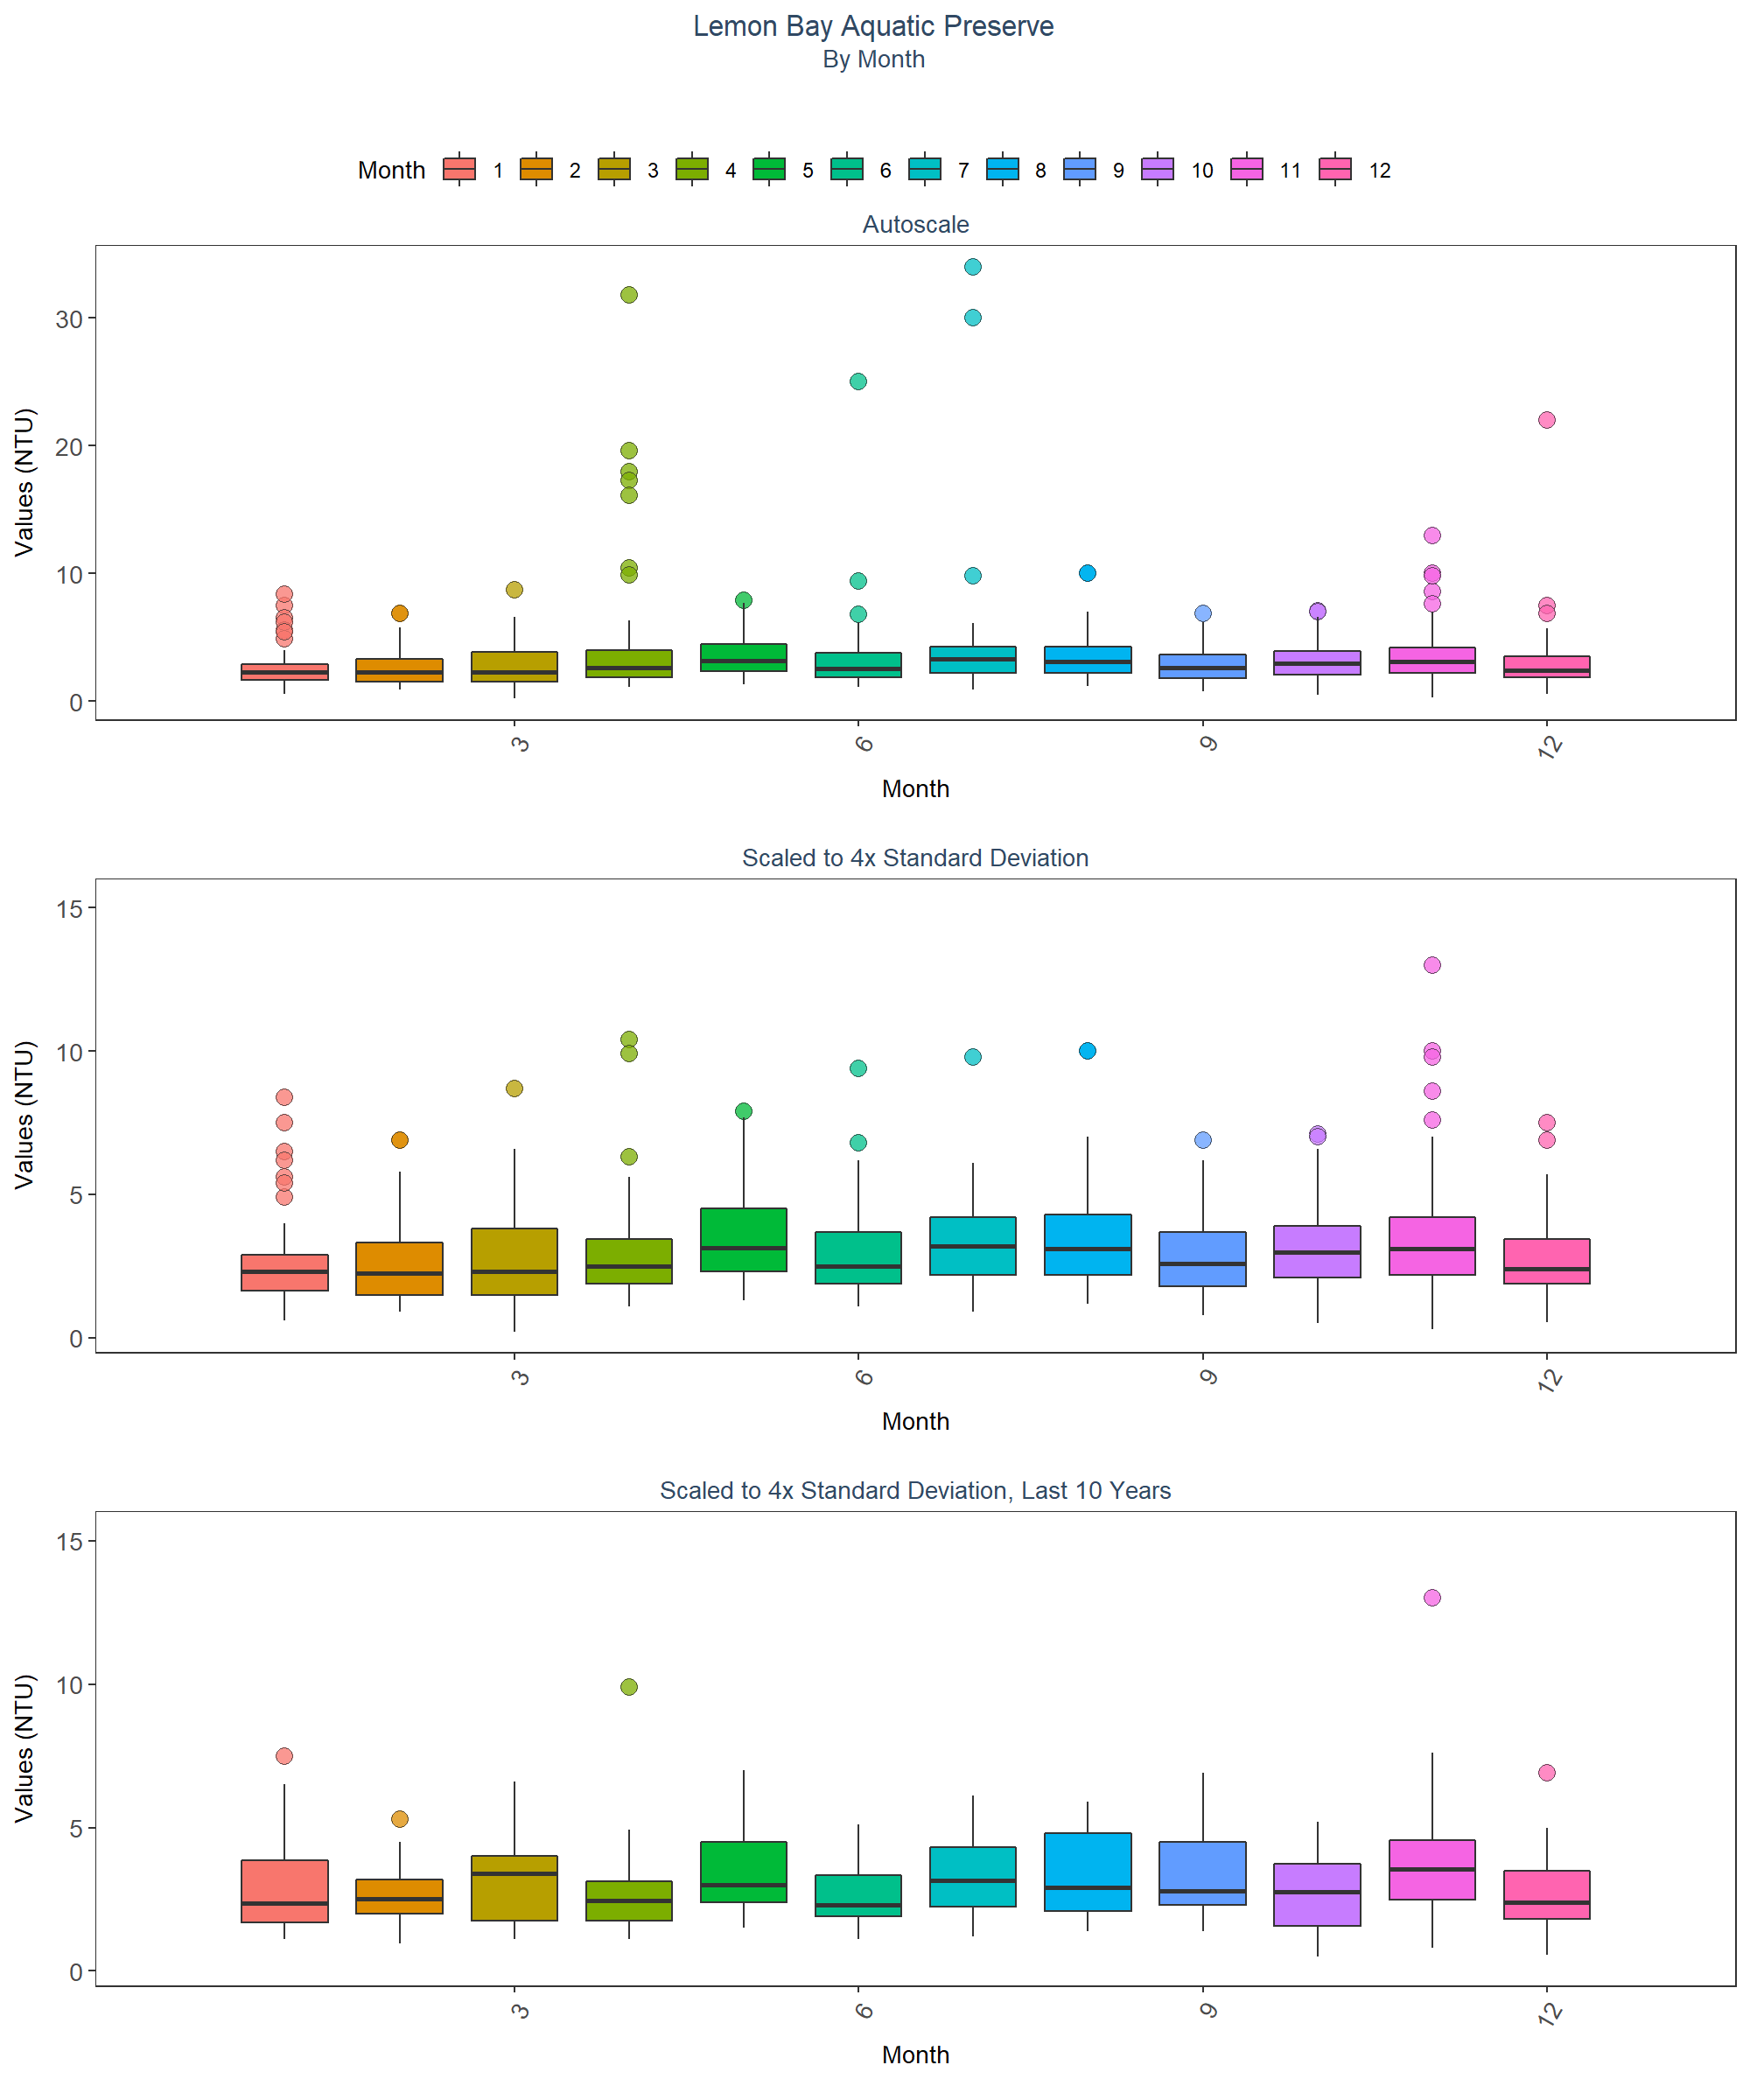 Lemon Bay Aquatic Preserve
By Month
Month 1 2 3 4 5 6 7 8 9 10 11 12
Autoscale
Values (NTU)
30
20
10
0
3 6 9 12
Month
Scaled to 4x Standard Deviation
Values (NTU)
15
10
5
0
3 6 9 12
Month
Scaled to 4x Standard Deviation, Last 10 Years
Values (NTU)
15
10
5
0
3 6 9 12
Month